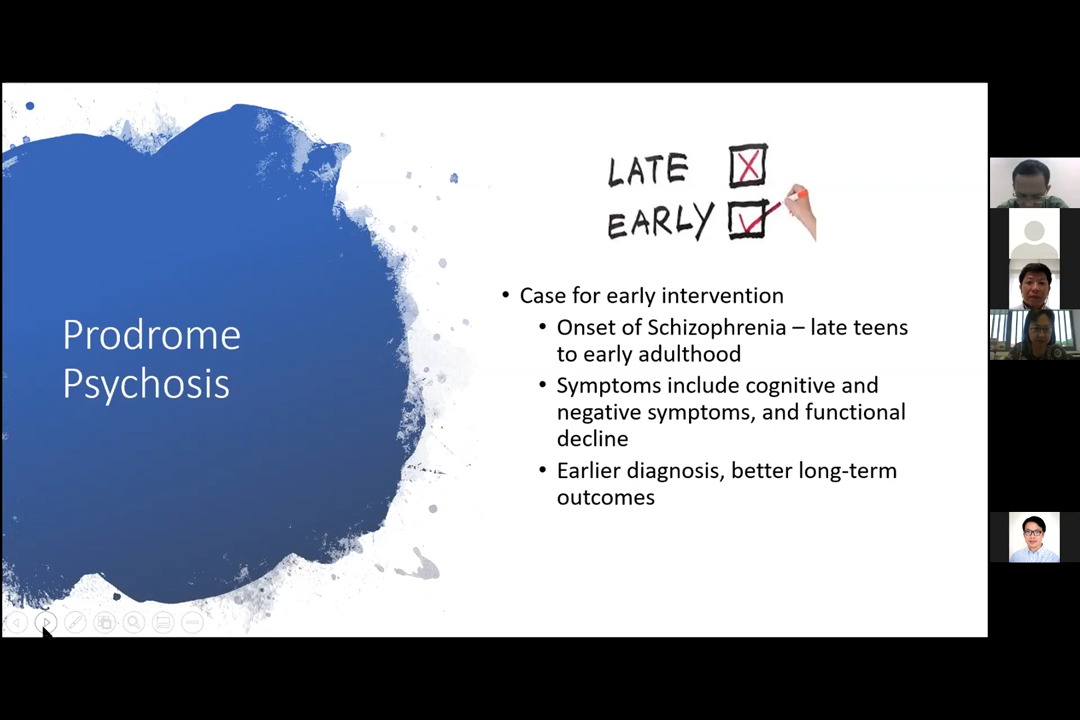 Prodrome
Psychosis
LATE
EARLY
• Case for early intervention
• Onset of Schizophrenia – late teens
to early adulthood
• Symptoms include cognitive and
negative symptoms, and functional
decline
• Earlier diagnosis, better long-term
outcomes